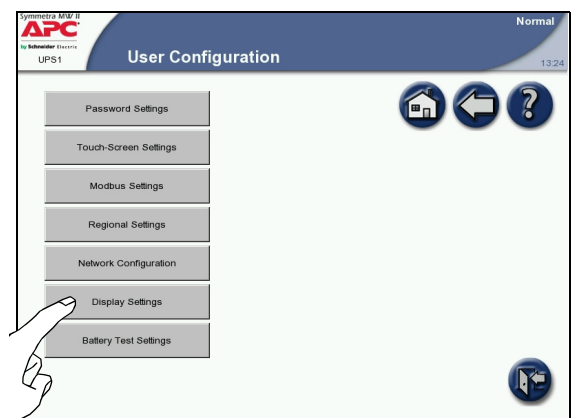 Symmetra MW II
APC
by Schneider Electric
UPS1
User Configuration
Normal
13:24
Password Settings
Touch-Screen Settings
Modbus Settings
Regional Settings
Network Configuration
Display Settings
Battery Test Settings
?